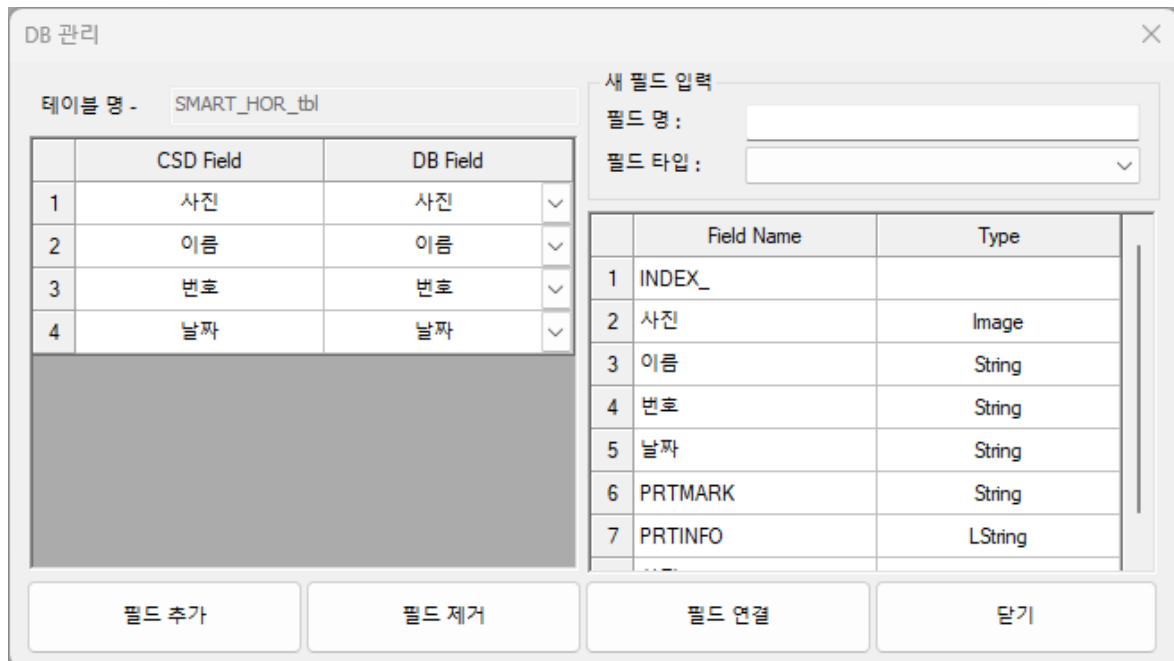 DB 관리
테이블 명 - SMART_HOR_tbl
CSD Field DB Field
1 사진 사진
2 이름 이름
3 번호 번호
4 날짜 날짜
새 필드 입력
필드 명 :
필드 타입 :
Field Name Type
1 INDEX_
2 사진 Image
3 이름 String
4 번호 String
5 날짜 String
6 PRTMARK String
7 PRTINFO LString
필드 추가 필드 제거 필드 연결 닫기